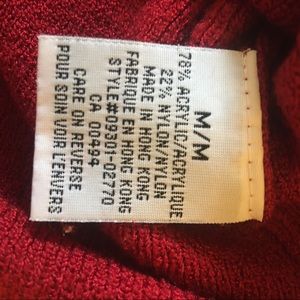 M/M
78% ACRYLIC/ACRYLIQUE
22% NYLON/NYLON
MADE IN HONG KONG
FABRIQUE EN HONG KONG
STYLE#09301-02770
CA 00494
CARE ON REVERSE
POUR SOIN VOIR L'ENVERS